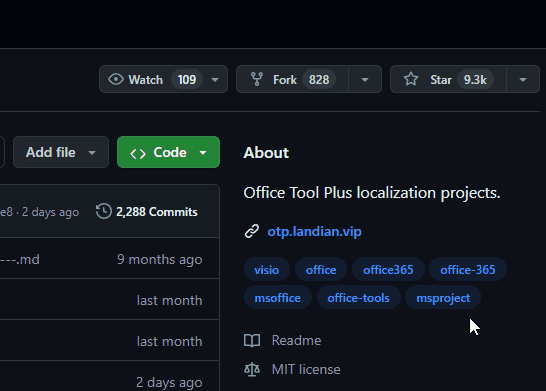 Watch 109 Fork 828 Star 9.3k
Add file Code About
Office Tool Plus localization projects.
e8 · 2 days ago 2,288 Commits
otp.landian.vip
---.md 9 months ago
visio office office365 office-365
last month msoffice office-tools msproject
last month Readme
MIT license
2 days ago